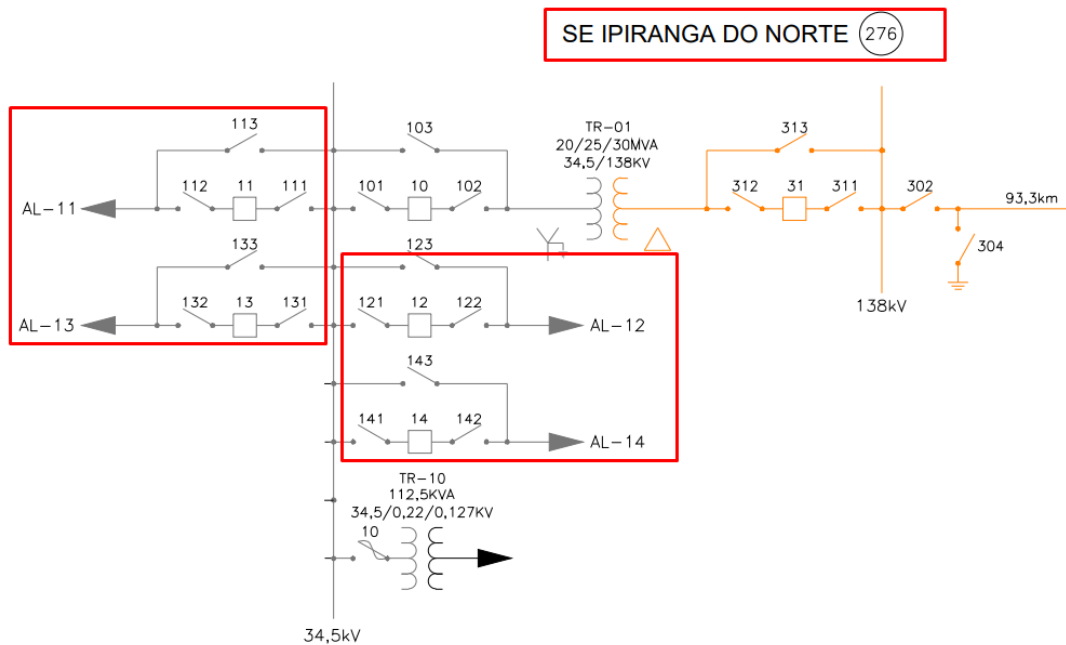 SE IPIRANGA DO NORTE 276
113
103
TR-01
20/25/30MVA
34,5/138KV
313
112 11 111
101 10 102
312 31 311 302
93,3km
AL-11
304
133
123
132 13 131
121 12 122
AL-13
AL-12
138kV
143
141 14 142
AL-14
TR-10
112,5KVA
34,5/0,22/0,127KV
10
34,5kV